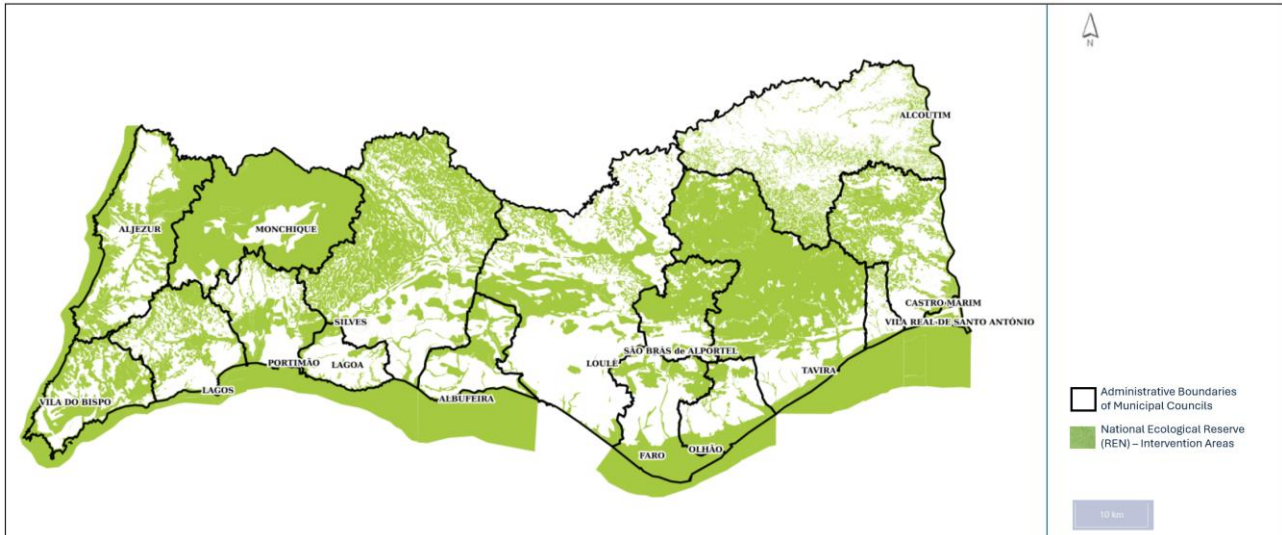 N
ALCOUTIM
ALJEZUR
MONCHIQUE
CASTRO MARIM
SILVES
VILA REAL DE SANTO ANTÓNIO
SÃO BRÁS de ALPORTEL
PORTIMÃO
LAGOA
LOULÉ
TAVIRA
LAGOS
VILA DO BISPO
ALBUFEIRA
FARO
OLHÃO
Administrative Boundaries
of Municipal Councils
National Ecological Reserve
(REN) – Intervention Areas
10 km